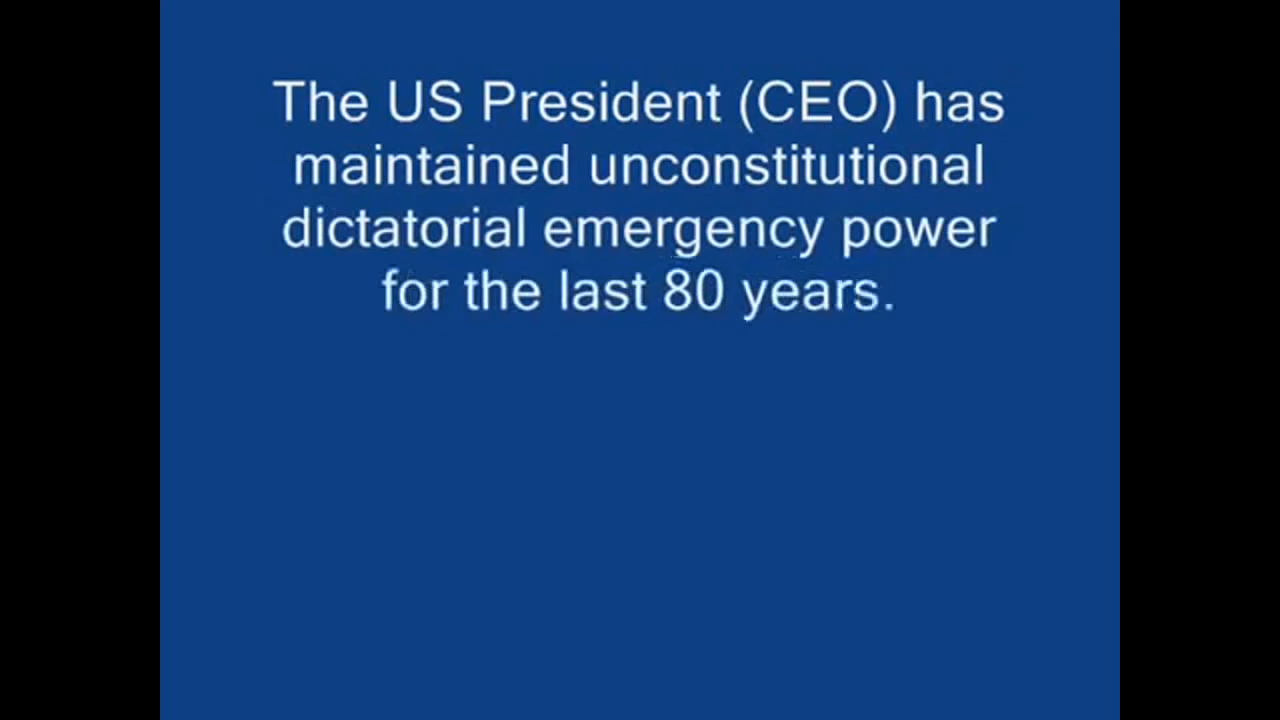 The US President (CEO) has
maintained unconstitutional
dictatorial emergency power
for the last 80 years.